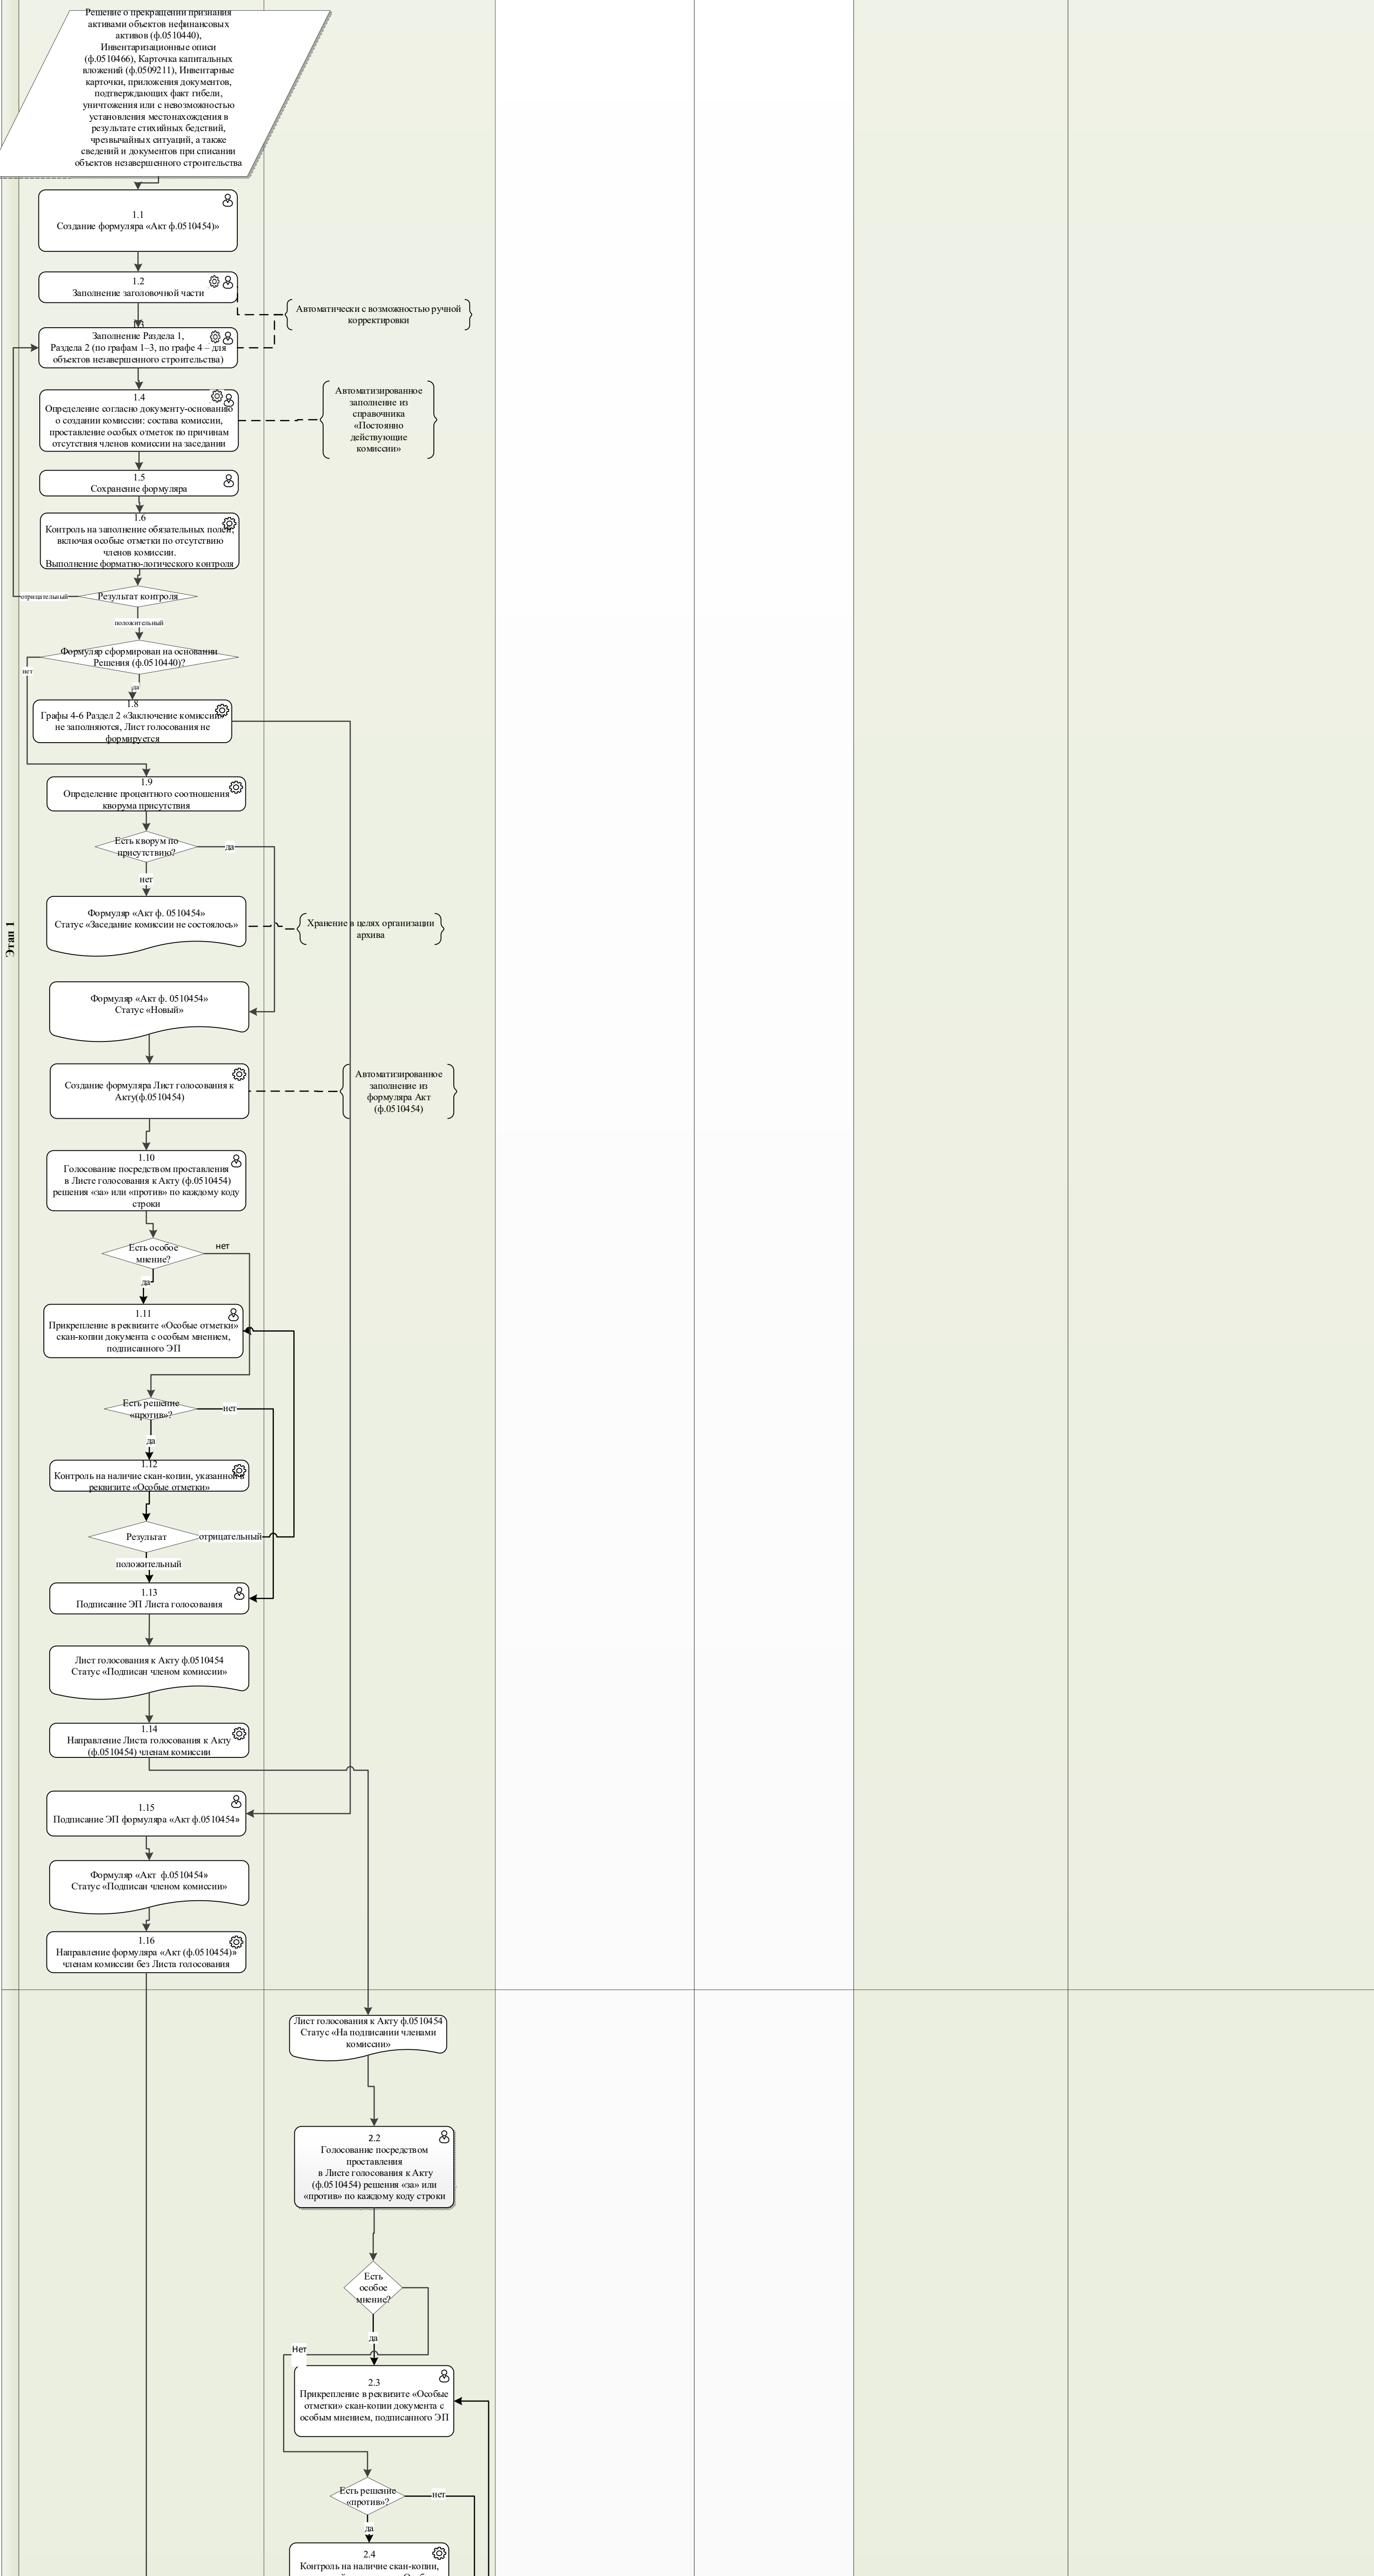 Решение о прекращении признания
активами объектов нефинансовых
активов (ф.0510440),
Инвентаризационные описи
(ф.0510466), Карточка капитальных
вложений (ф.0509211), Инвентарные
карточки, приложения документов,
подтверждающих факт гибели,
уничтожения или с невозможностью
установления местонахождения в
результате стихийных бедствий,
чрезвычайных ситуаций, а также
сведений и документов при списании
объектов незавершенного строительства
1.1
Создание формуляра «Акт ф.0510454)»
1.2
Заполнение заголовочной части
Автоматически с возможностью ручной
корректировки
Заполнение Раздела 1,
Раздела 2 (по графам 1–3, по графе 4 – для
объектов незавершенного строительства)
1.4
Определение согласно документу-основанию
о создании комиссии: состава комиссии,
проставление особых отметок по причинам
отсутствия членов комиссии на заседании
Автоматизированное
заполнение из
справочника
«Постоянно
действующие
комиссии»
1.5
Сохранение формуляра
1.6
Контроль на заполнение обязательных полей,
включая особые отметки по отсутствию
членов комиссии.
Выполнение форматно-логического контроля
Результат контроля
отрицательный
положительный
Формуляр сформирован на основании
Решения (ф.0510440)?
нет
да
1.8
Графы 4-6 Раздел 2 «Заключение комиссии»
не заполняются, Лист голосования не
формируется
1.9
Определение процентного соотношения
кворума присутствия
Есть кворум по
присутствию?
да
нет
Формуляр «Акт ф. 0510454»
Статус «Заседание комиссии не состоялось»
Хранение в целях организации
архива
Этап 1
Формуляр «Акт ф. 0510454»
Статус «Новый»
Создание формуляра Лист голосования к
Акту(ф.0510454)
Автоматизированное
заполнение из
формуляра Акт
(ф.0510454)
1.10
Голосование посредством проставления
в Листе голосования к Акту (ф.0510454)
решения «за» или «против» по каждому коду
строки
Есть особое
мнение?
нет
да
1.11
Прикрепление в реквизите «Особые отметки»
скан-копии документа с особым мнением,
подписанного ЭП
Есть решение
«против»?
нет
да
1.12
Контроль на наличие скан-копии, указанной в
реквизите «Особые отметки»
Результат
отрицательный
положительный
1.13
Подписание ЭП Листа голосования
Лист голосования к Акту ф.0510454
Статус «Подписан членом комиссии»
1.14
Направление Листа голосования к Акту
(ф.0510454) членам комиссии
1.15
Подписание ЭП формуляра «Акт ф.0510454»
Формуляр «Акт ф.0510454»
Статус «Подписан членом комиссии»
1.16
Направление формуляра «Акт (ф.0510454)»
членам комиссии без Листа голосования
Лист голосования к Акту ф.0510454
Статус «На подписании членами
комиссии»
2.2
Голосование посредством
проставления
в Листе голосования к Акту
(ф.0510454) решения «за» или
«против» по каждому коду строки
Есть
особое
мнение?
да
Нет
2.3
Прикрепление в реквизите «Особые
отметки» скан-копии документа с
особым мнением, подписанного ЭП
Есть решение
«против»?
нет
да
2.4
Контроль на наличие скан-копии,